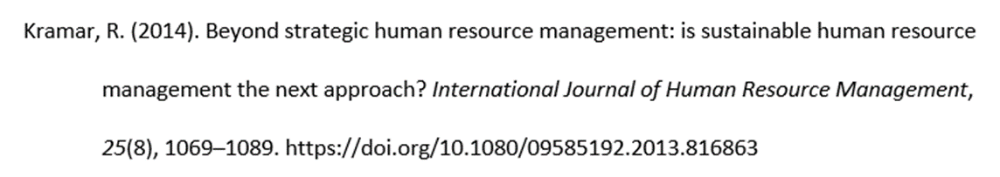 Kramar, R. (2014). Beyond strategic human resource management: is sustainable human resource
management the next approach? International Journal of Human Resource Management,
25(8), 1069–1089. https://doi.org/10.1080/09585192.2013.816863